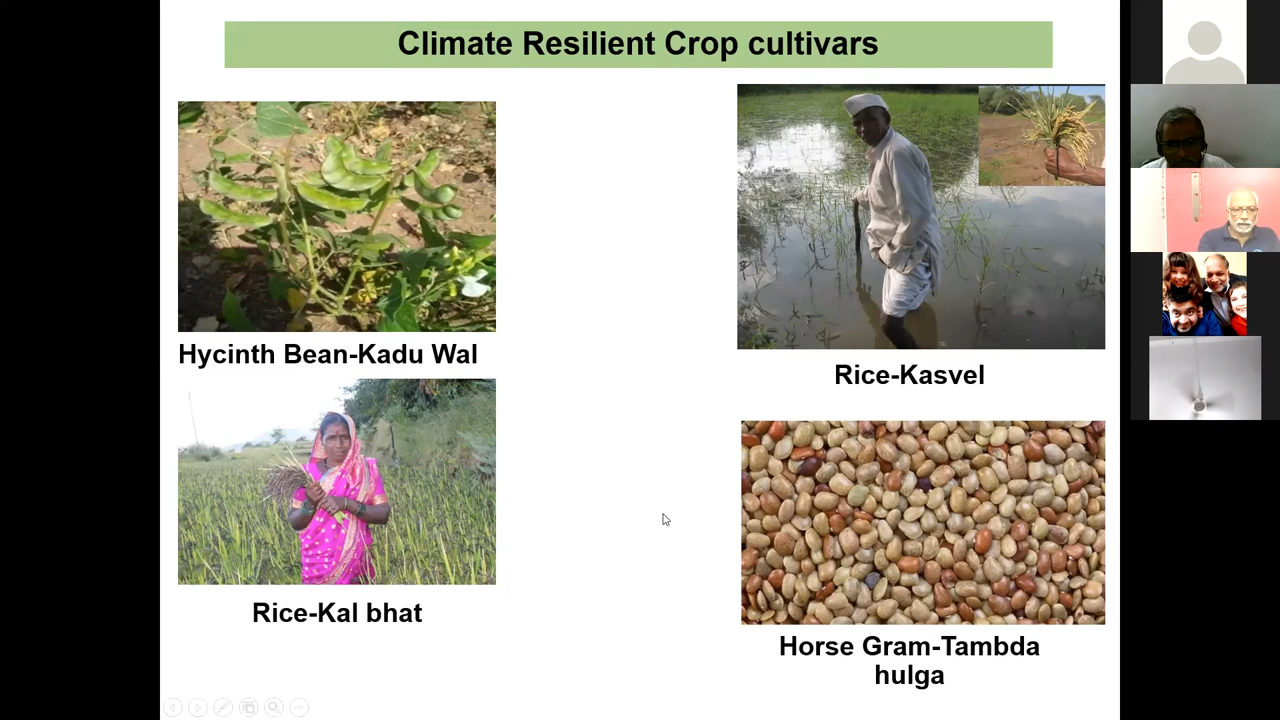 Climate Resilient Crop cultivars
Hycinth Bean-Kadu Wal
Rice-Kasvel
Rice-Kal bhat
Horse Gram-Tambda
hulga